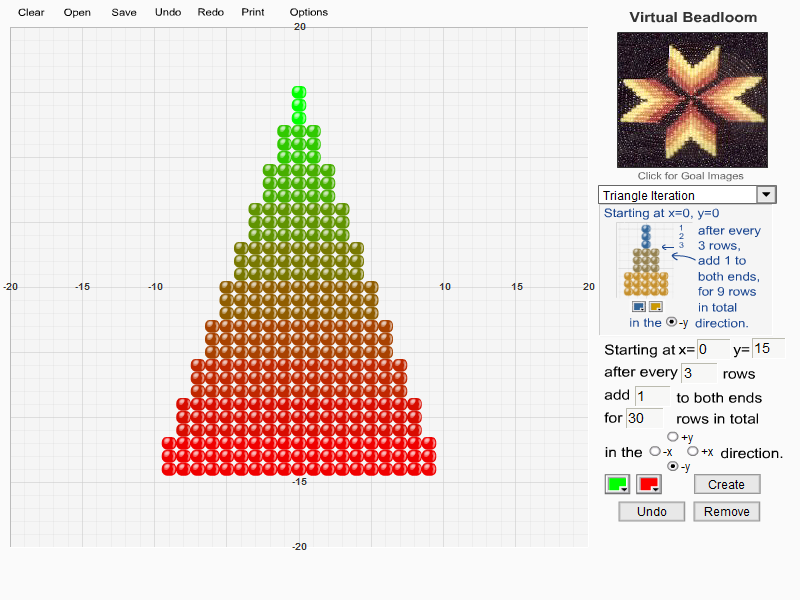 Clear Open Save Undo Redo Print Options
Virtual Beadloom
20
Click for Goal Images
Triangle Iteration
Starting at x=0, y=0
1
2
3
after every
3 rows,
add 1 to
both ends,
for 9 rows
in total
in the -y direction.
-20 -10 10 15 20
Starting at x= 0 y= 15
after every 3 rows
add 1 to both ends
for 30 rows in total
+y
in the -x +x direction.
-y
-15
Create
Undo Remove
-20